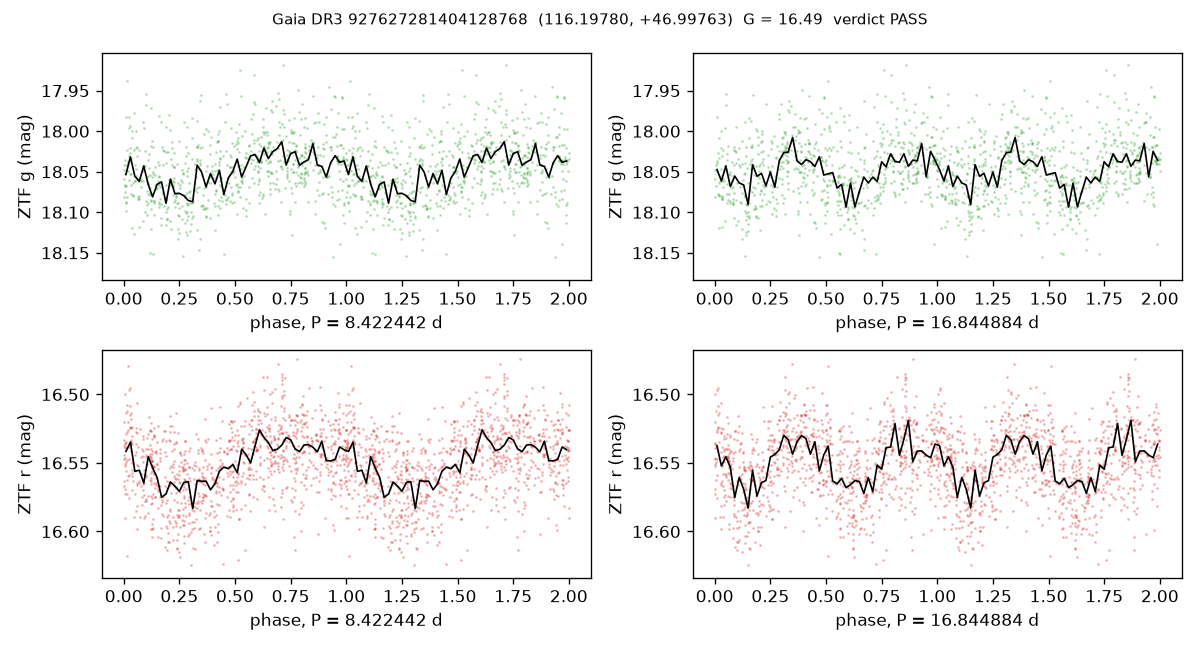 Gaia DR3 927627281404128768 (116.19780, +46.99763) G = 16.49 verdict PASS
ZTF g (mag)
17.95
18.00
18.05
18.10
18.15
0.00 0.25 0.50 0.75 1.00 1.25 1.50 1.75 2.00
phase, P = 8.422442 d
ZTF g (mag)
17.95
18.00
18.05
18.10
18.15
0.00 0.25 0.50 0.75 1.00 1.25 1.50 1.75 2.00
phase, P = 16.844884 d
ZTF r (mag)
16.50
16.55
16.60
0.00 0.25 0.50 0.75 1.00 1.25 1.50 1.75 2.00
phase, P = 8.422442 d
ZTF r (mag)
16.50
16.55
16.60
0.00 0.25 0.50 0.75 1.00 1.25 1.50 1.75 2.00
phase, P = 16.844884 d